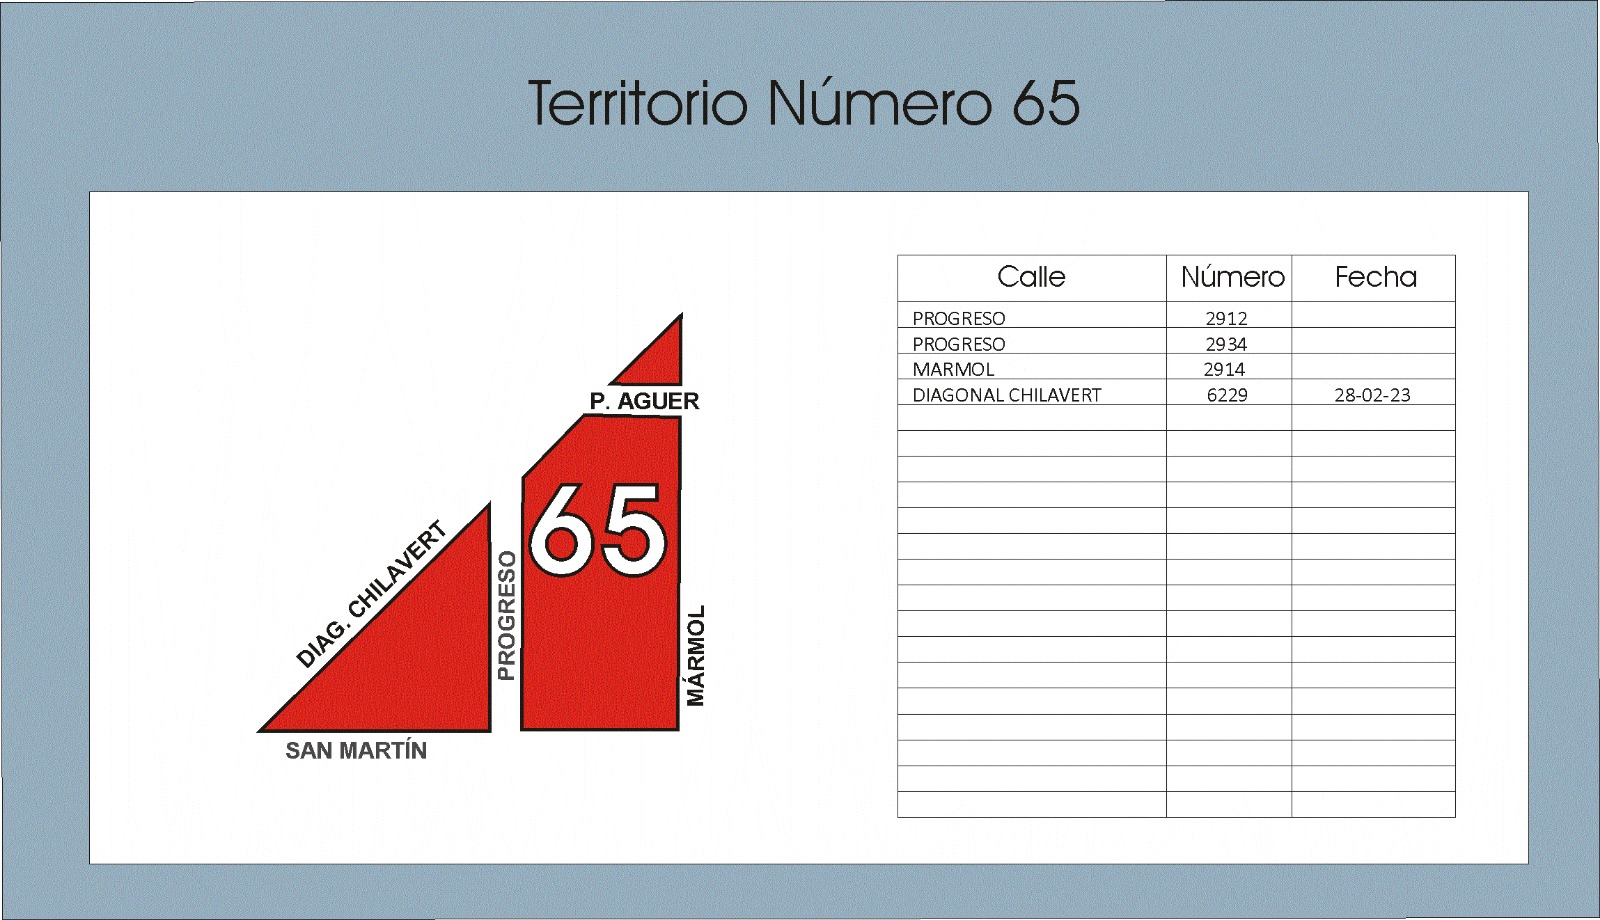 Territorio Número 65
P. AGUER
65
DIAG. CHILAVERT
PROGRESO
MÁRMOL
SAN MARTÍN
Calle Número Fecha
PROGRESO 2912
PROGRESO 2934
MARMOL 2914
DIAGONAL CHILAVERT 6229 28-02-23